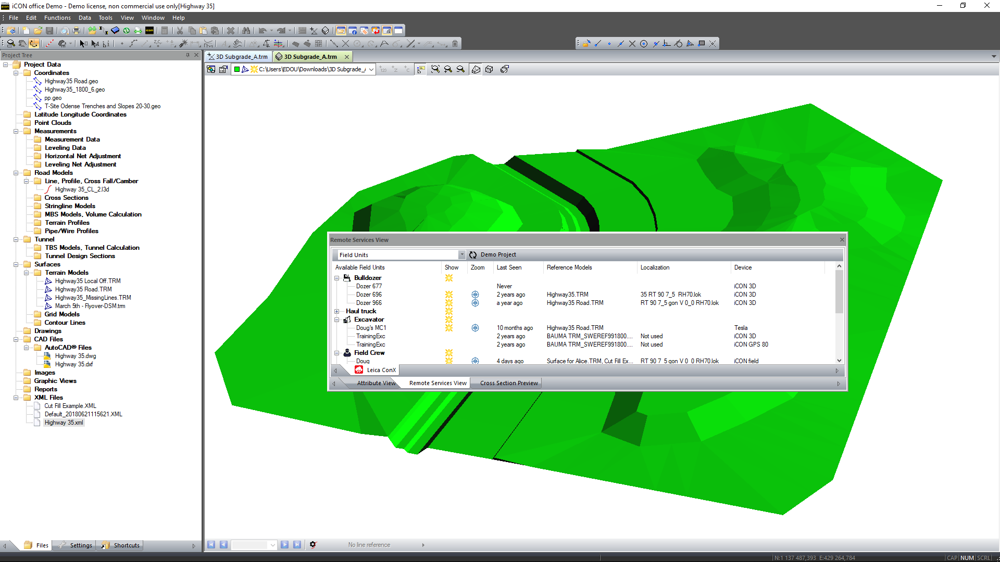 iCON office Demo - Demo license, non commercial use only[Highway 35]
File Edit Functions Data Tools View Window Help
Project Tree
Project Data
Coordinates
Highway35 Road.geo
Highway35_1800_6.geo
pp.geo
T-Site Odense Trenches and Slopes 20-30.geo
Latitude Longitude Coordinates
Point Clouds
Measurements
Measurement Data
Leveling Data
Horizontal Net Adjustment
Leveling Net Adjustment
Road Models
Line, Profile, Cross Fall/Camber
Highway 35_CL_2.l3d
Cross Sections
Stringline Models
MBS Models, Volume Calculation
Terrain Profiles
Pipe/Wire Profiles
Tunnel
TBS Models, Tunnel Calculation
Tunnel Design Sections
Surfaces
Terrain Models
Highway35 Local Off.TRM
Highway35 Road.TRM
Highway35_MissingLines.TRM
March 5th - Flyover-DSM.trm
Grid Models
Contour Lines
Drawings
CAD Files
AutoCAD® Files
Highway 35.dwg
Highway 35.dxf
Images
Graphic Views
Reports
XML Files
Cut Fill Example.XML
Default_20180621115621.XML
Highway 35.xml
Files Settings Shortcuts
3D Subgrade_A.trm 3D Subgrade_A.trm
C:\Users\EDOU\Downloads\3D Subgrade_
Remote Services View
Field Units Demo Project
Available Field Units Show Zoom Last Seen Reference Models Localization Device
Bulldozer
Dozer 677 Never iCON 3D
Dozer 696 2 years ago Highway35.TRM 35 RT 90 7_5 RH70.lok iCON 3D
Dozer 966 a year ago Highway35 Road.TRM RT 90 7_5 gon V 0_0 RH70.lok iCON 3D
Haul truck
Excavator
Doug's MC1 10 months ago Highway35 Road.TRM Tesla
TrainingExc 2 years ago BAUMA TRM_SWEREF991800.... Not used iCON 3D
TrainingExc 2 years ago BAUMA TRM_SWEREF991800.... Not used iCON GPS 80
Field Crew
Doug 4 days ago Surface for Alice.TRM, Cut Fill Ex... RT 90 7_5 gon V 0_0 RH70.lok iCON field
Leica ConX
Attribute View Remote Services View Cross Section Preview
No line reference
N:1 137 487,393 E:429 264,784 CAP NUM SCRL